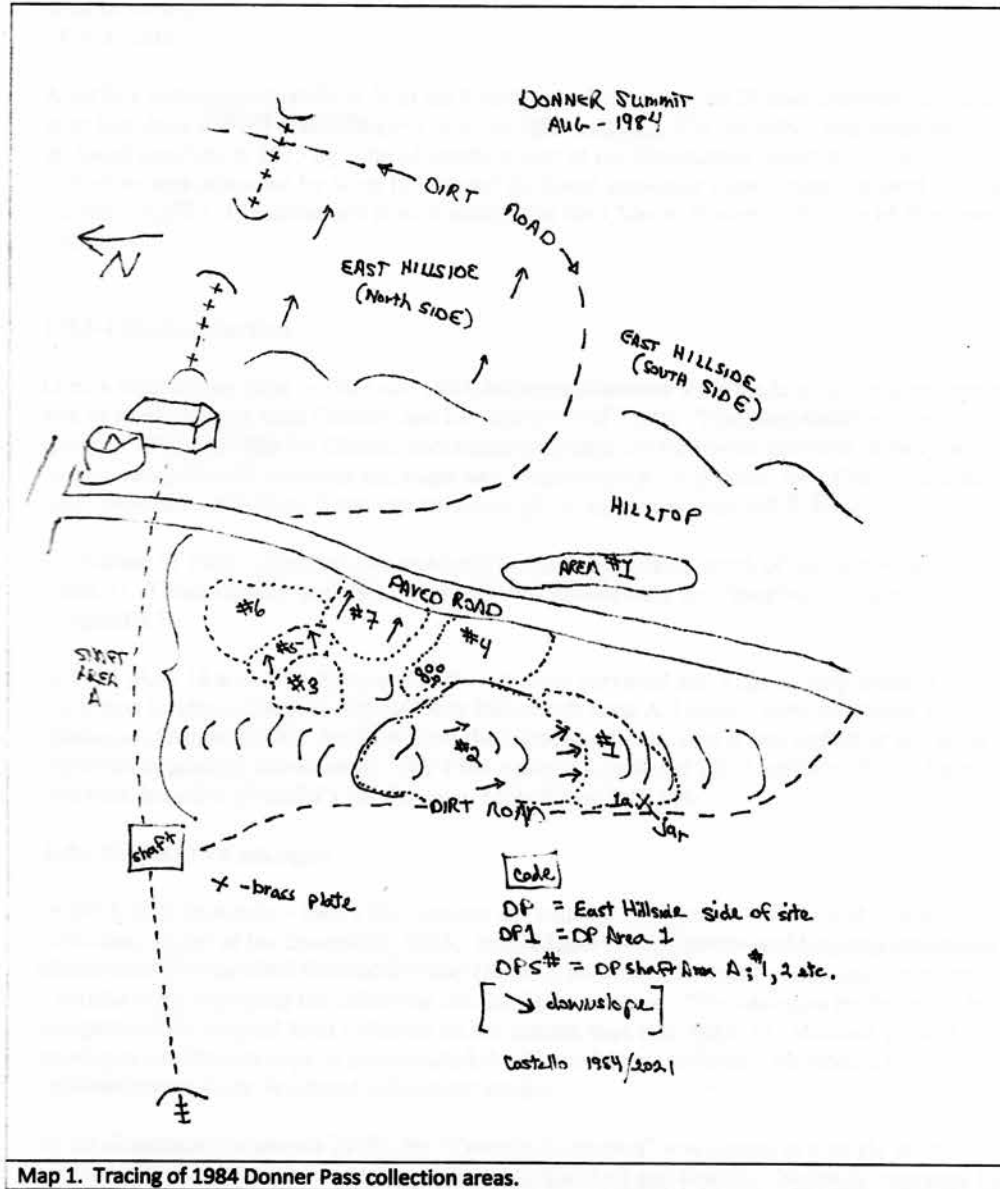 DONNER SUMMIT
AUG - 1984
DIRT ROAD
N
EAST HILLSIDE
(North SIDE)
EAST HILLSIDE
(SOUTH SIDE)
HILLTOP
AREA #1
PAVED ROAD
#6
#7
#5
#4
#3
SHAFT
AREA
A
#2
#1
1a X
Jar
DIRT ROAD
shaft
x - brass plate
code
DP = East Hillside side of site
DP1 = DP Area 1
DPS# = DP shaft Area A; #1, 2 etc.
[↘ downslope]
Costello 1984/2021
Map 1. Tracing of 1984 Donner Pass collection areas.